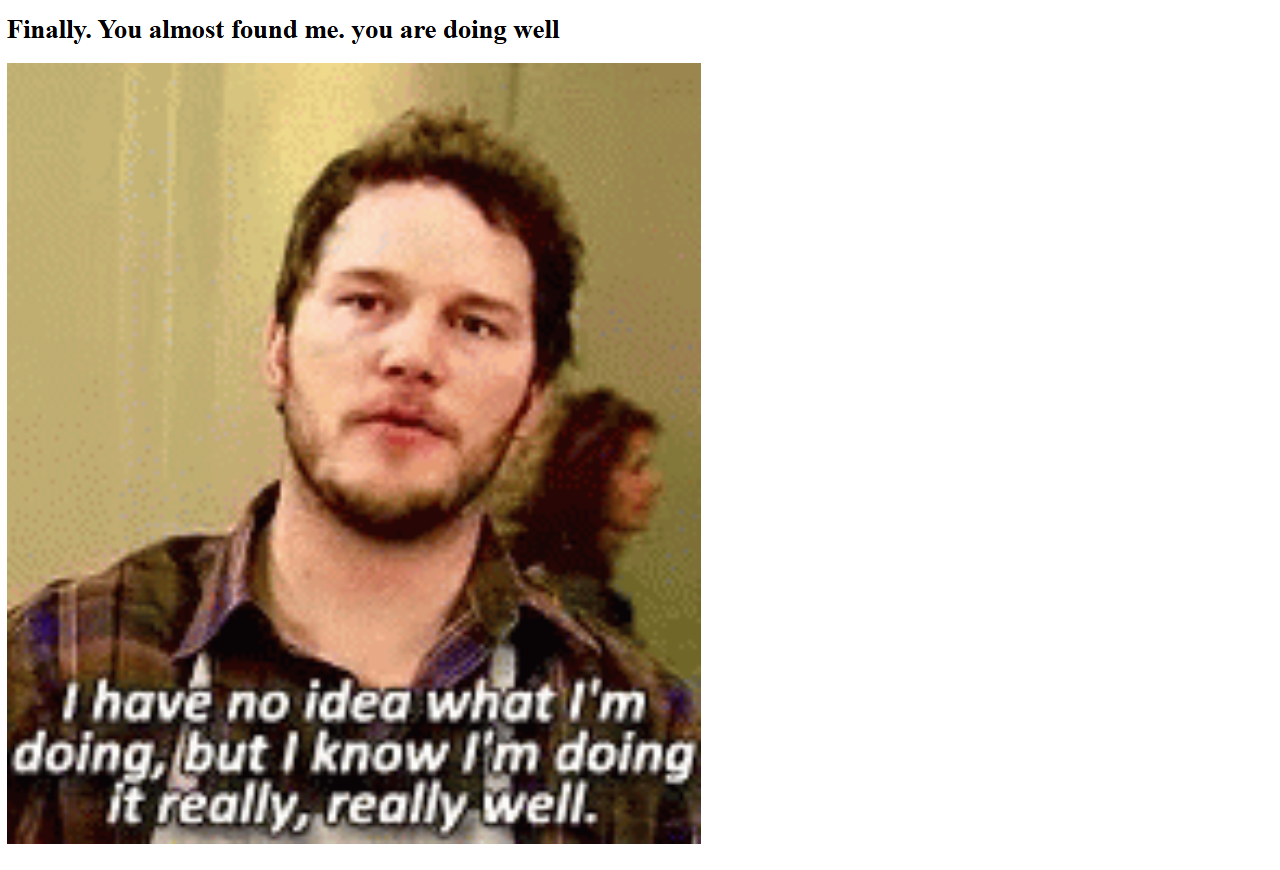 Finally. You almost found me. you are doing well
I have no idea what I'm
doing, but I know I'm doing
it really, really well.